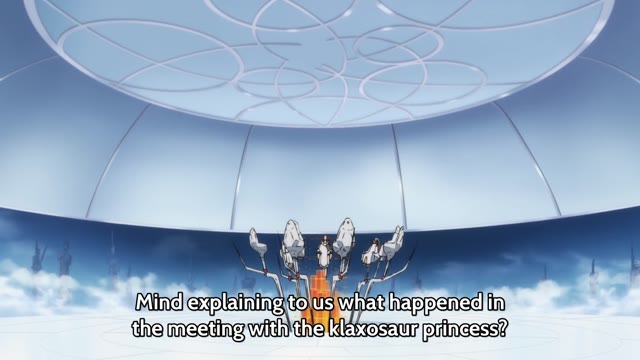 Mind explaining to us what happened in
the meeting with the klaxosaur princess?